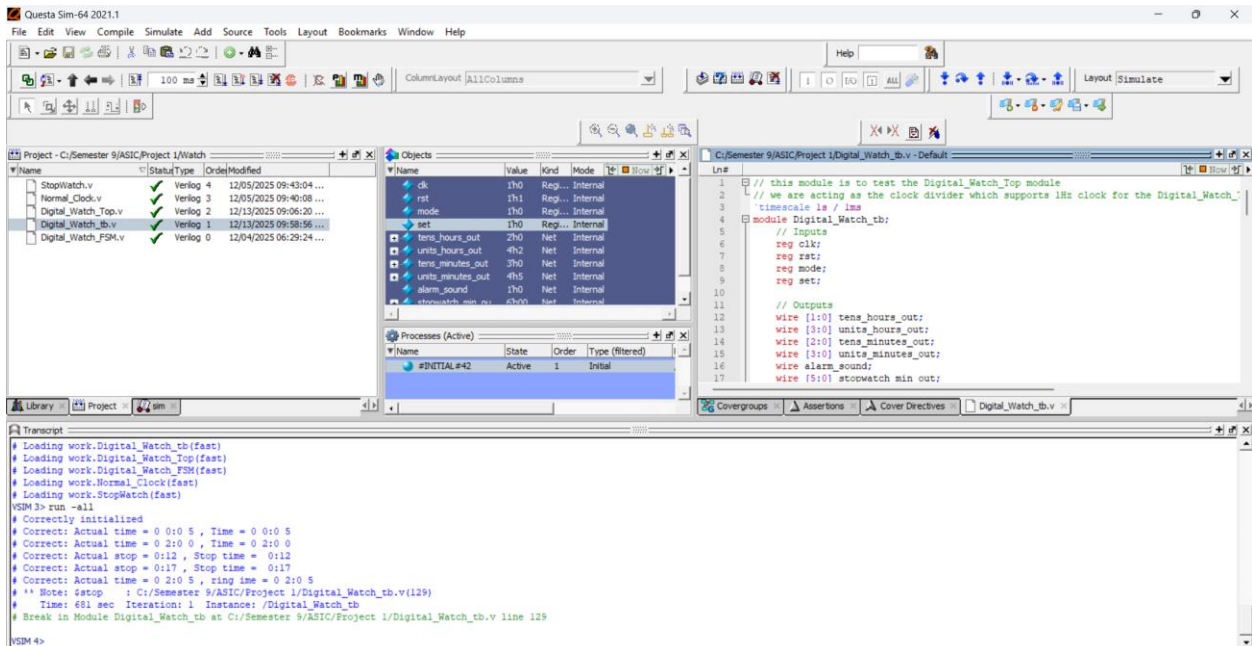 Questa Sim-64 2021.1
File Edit View Compile Simulate Add Source Tools Layout Bookmarks Window Help
Help
100 ms
ColumnLayout AllColumns
Layout Simulate
Project - C:/Semester 9/ASIC/Project 1/Watch
Name Status Type Order Modified
StopWatch.v Verilog 4 12/05/2025 09:43:04 ...
Normal_Clock.v Verilog 3 12/05/2025 09:40:08 ...
Digital_Watch_Top.v Verilog 2 12/13/2025 09:06:20 ...
Digital_Watch_tb.v Verilog 1 12/13/2025 09:58:56 ...
Digital_Watch_FSM.v Verilog 0 12/04/2025 06:29:24 ...
Library Project sim
Objects
Name Value Kind Mode Now
clk 1'h0 Regi... Internal
rst 1'h1 Regi... Internal
mode 1'h0 Regi... Internal
set 1'h0 Regi... Internal
tens_hours_out 2'h0 Net Internal
units_hours_out 4'h2 Net Internal
tens_minutes_out 3'h0 Net Internal
units_minutes_out 4'h5 Net Internal
alarm_sound 1'h0 Net Internal
stopwatch_min_ou 6'h00 Net Internal
Processes (Active)
Name State Order Type (filtered)
#INITIAL#42 Active 1 Initial
C:/Semester 9/ASIC/Project 1/Digital_Watch_tb.v - Default
Ln# Now
1 // this module is to test the Digital_Watch_Top module
2 // we are acting as the clock divider which supports 1Hz clock for the Digital_Watch_
3 `timescale 1s / 1ms
4 module Digital_Watch_tb;
5 // Inputs
6 reg clk;
7 reg rst;
8 reg mode;
9 reg set;
10
11 // Outputs
12 wire [1:0] tens_hours_out;
13 wire [3:0] units_hours_out;
14 wire [2:0] tens_minutes_out;
15 wire [3:0] units_minutes_out;
16 wire alarm_sound;
17 wire [5:0] stopwatch_min_out;
Covergroups Assertions Cover Directives Digital_Watch_tb.v
Transcript
# Loading work.Digital_Watch_tb(fast)
# Loading work.Digital_Watch_Top(fast)
# Loading work.Digital_Watch_FSM(fast)
# Loading work.Normal_Clock(fast)
# Loading work.StopWatch(fast)
VSIM 3> run -all
# Correctly initialized
# Correct: Actual time = 0 0:0 5 , Time = 0 0:0 5
# Correct: Actual time = 0 2:0 0 , Time = 0 2:0 0
# Correct: Actual stop = 0:12 , Stop time =  0:12
# Correct: Actual stop = 0:17 , Stop time =  0:17
# Correct: Actual time = 0 2:0 5 , ring ime = 0 2:0 5
# ** Note: $stop    : C:/Semester 9/ASIC/Project 1/Digital_Watch_tb.v(129)
#    Time: 681 sec  Iteration: 1  Instance: /Digital_Watch_tb
# Break in Module Digital_Watch_tb at C:/Semester 9/ASIC/Project 1/Digital_Watch_tb.v line 129
VSIM 4>